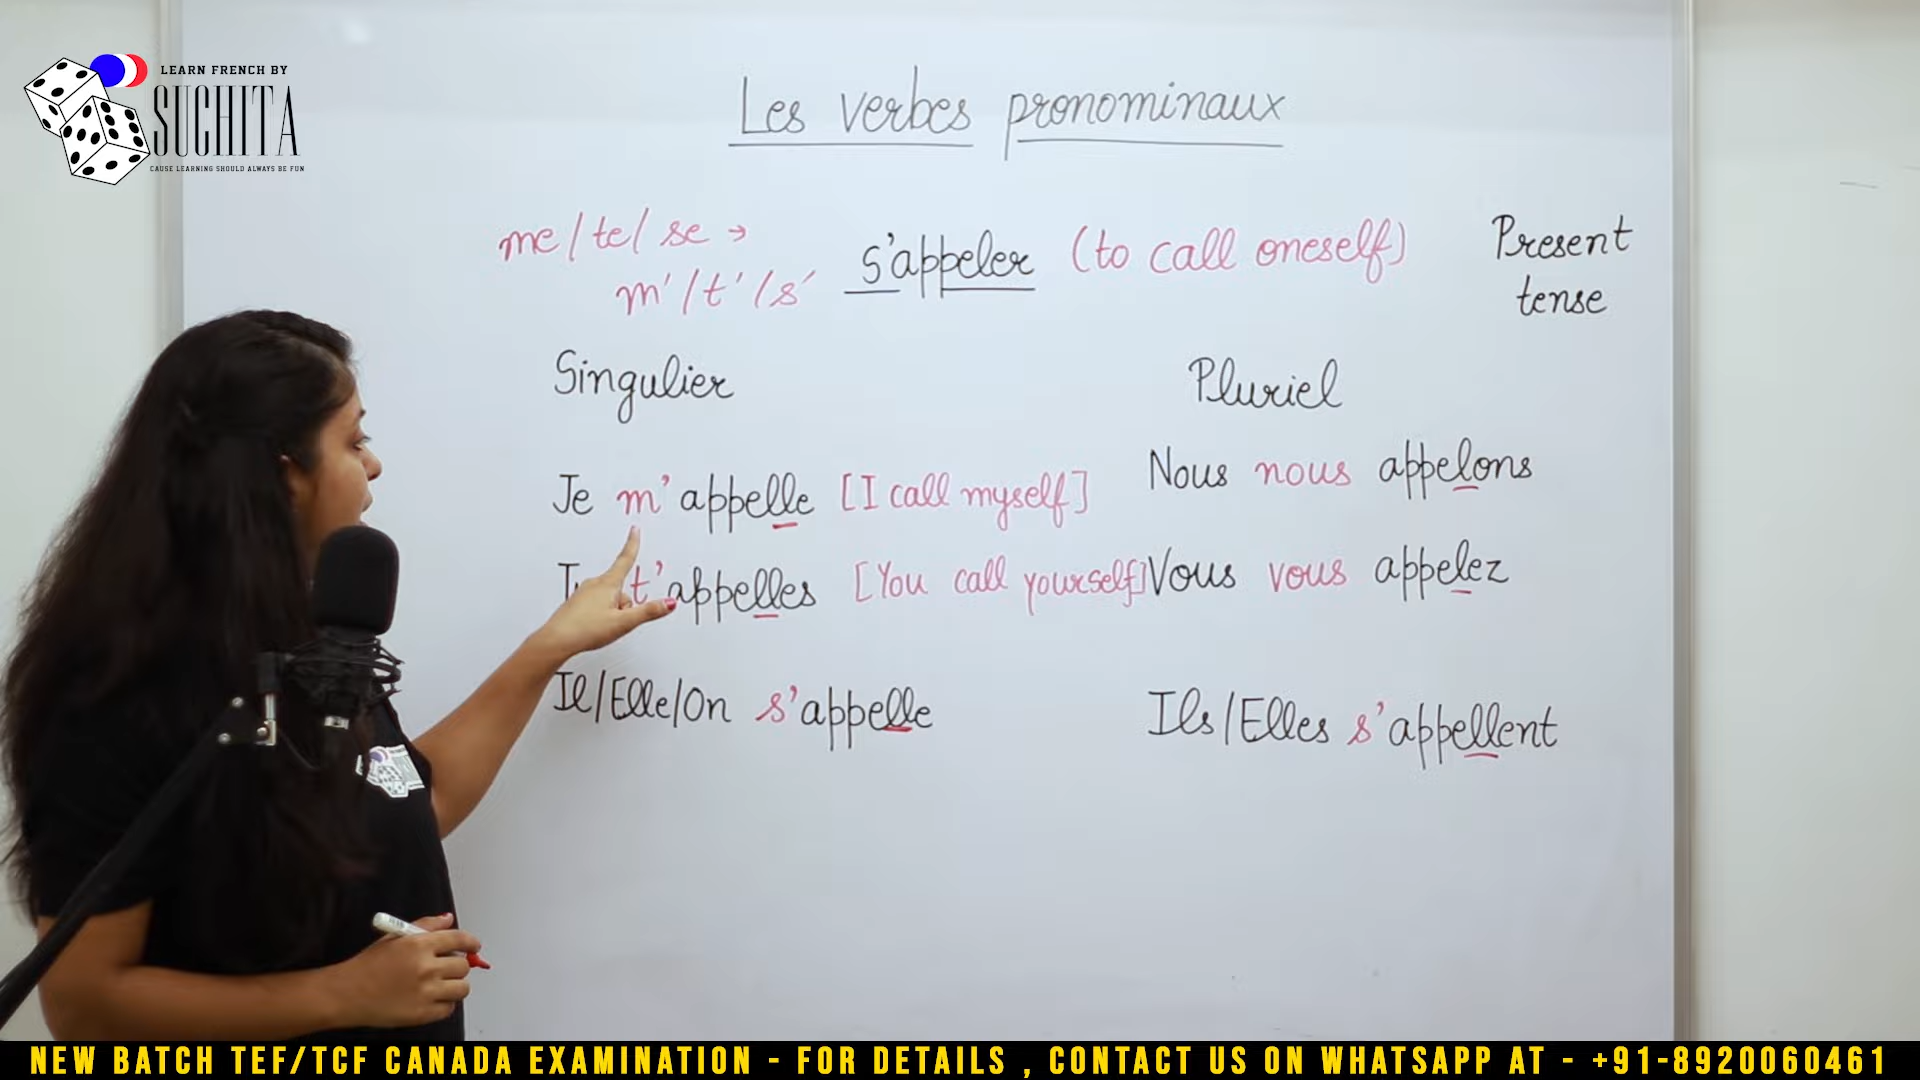 LEARN FRENCH BY
SUCHITA
CAUSE LEARNING SHOULD ALWAYS BE FUN
Les verbes pronominaux
me/te/se →
m'/t'/s'
s'appeler (to call oneself)
Present
tense
Singulier
Pluriel
Je m'appelle [I call myself]
Nous nous appelons
t'appelles [You call yourself]
Vous vous appelez
Il/Elle/On s'appelle
Ils/Elles s'appellent
NEW BATCH TEF/TCF CANADA EXAMINATION - FOR DETAILS , CONTACT US ON WHATSAPP AT - +91-8920060461